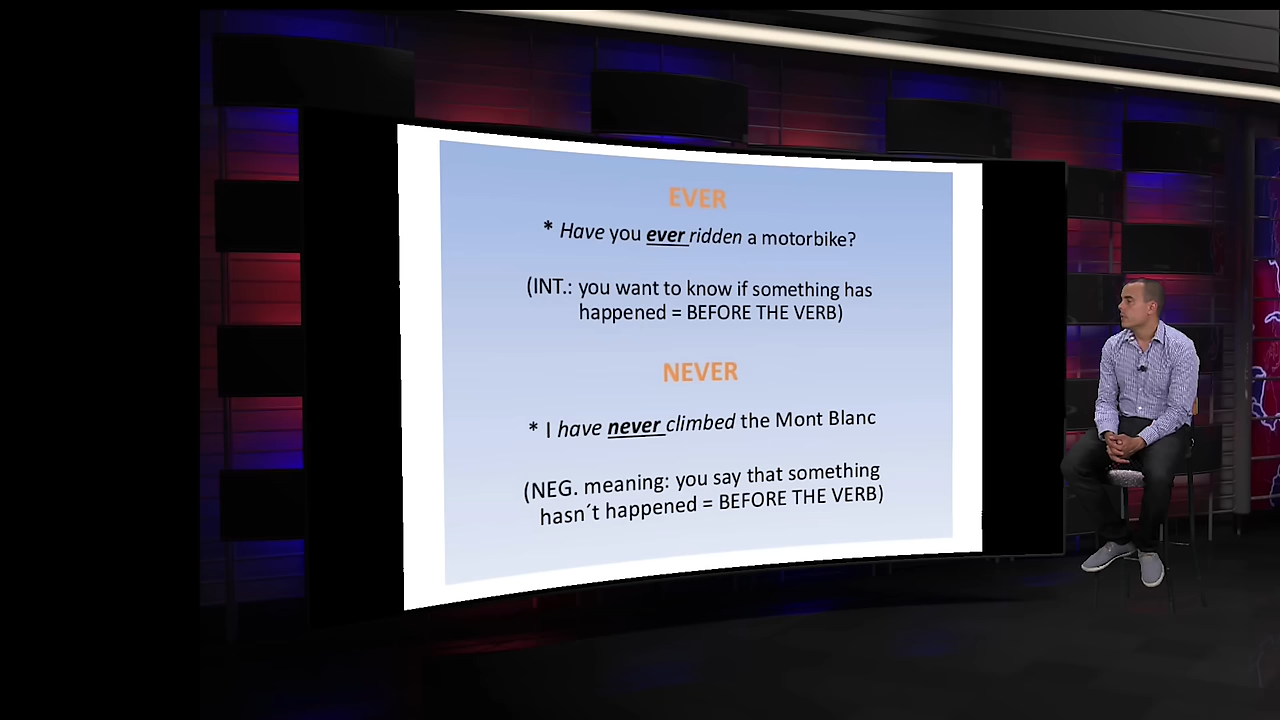 EVER
* Have you ever ridden a motorbike?
(INT.: you want to know if something has
happened = BEFORE THE VERB)
NEVER
* I have never climbed the Mont Blanc
(NEG. meaning: you say that something
hasn´t happened = BEFORE THE VERB)